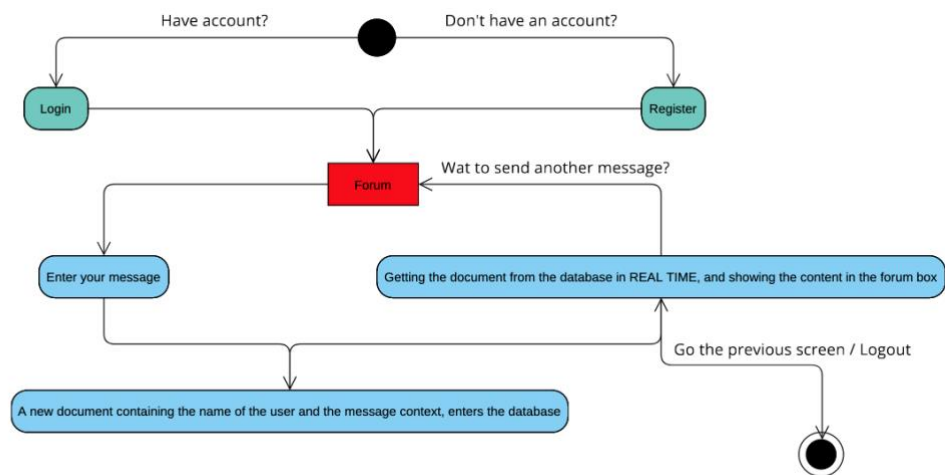 Have account?
Don't have an account?
Login
Register
Forum
Wat to send another message?
Enter your message
Getting the document from the database in REAL TIME, and showing the content in the forum box
Go the previous screen / Logout
A new document containing the name of the user and the message context, enters the database